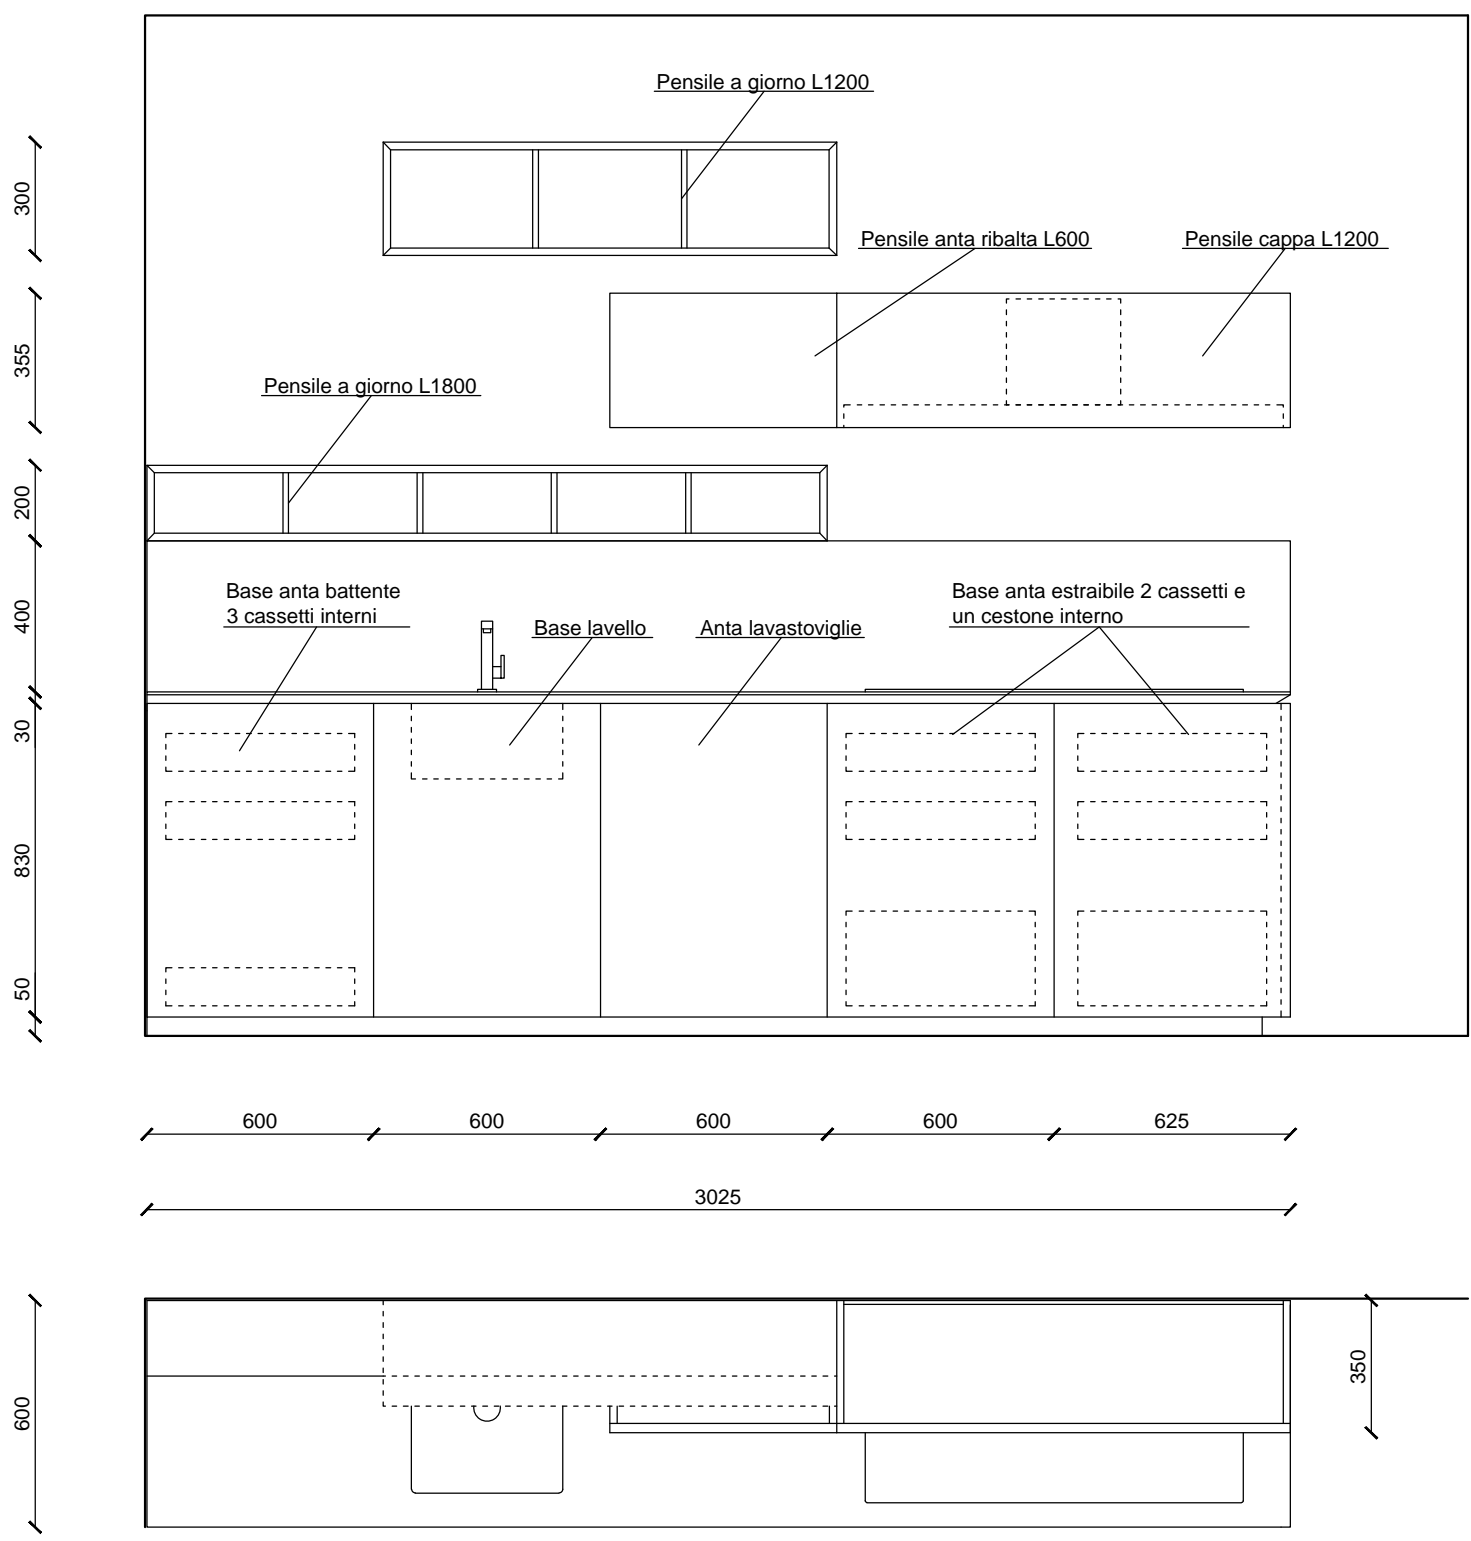 Pensile a giorno L1200
300
Pensile anta ribalta L600
Pensile cappa L1200
355
Pensile a giorno L1800
200
400
Base anta battente
3 cassetti interni
Base lavello
Anta lavastoviglie
Base anta estraibile 2 cassetti e
un cestone interno
30
830
50
600
600
600
600
625
3025
600
350